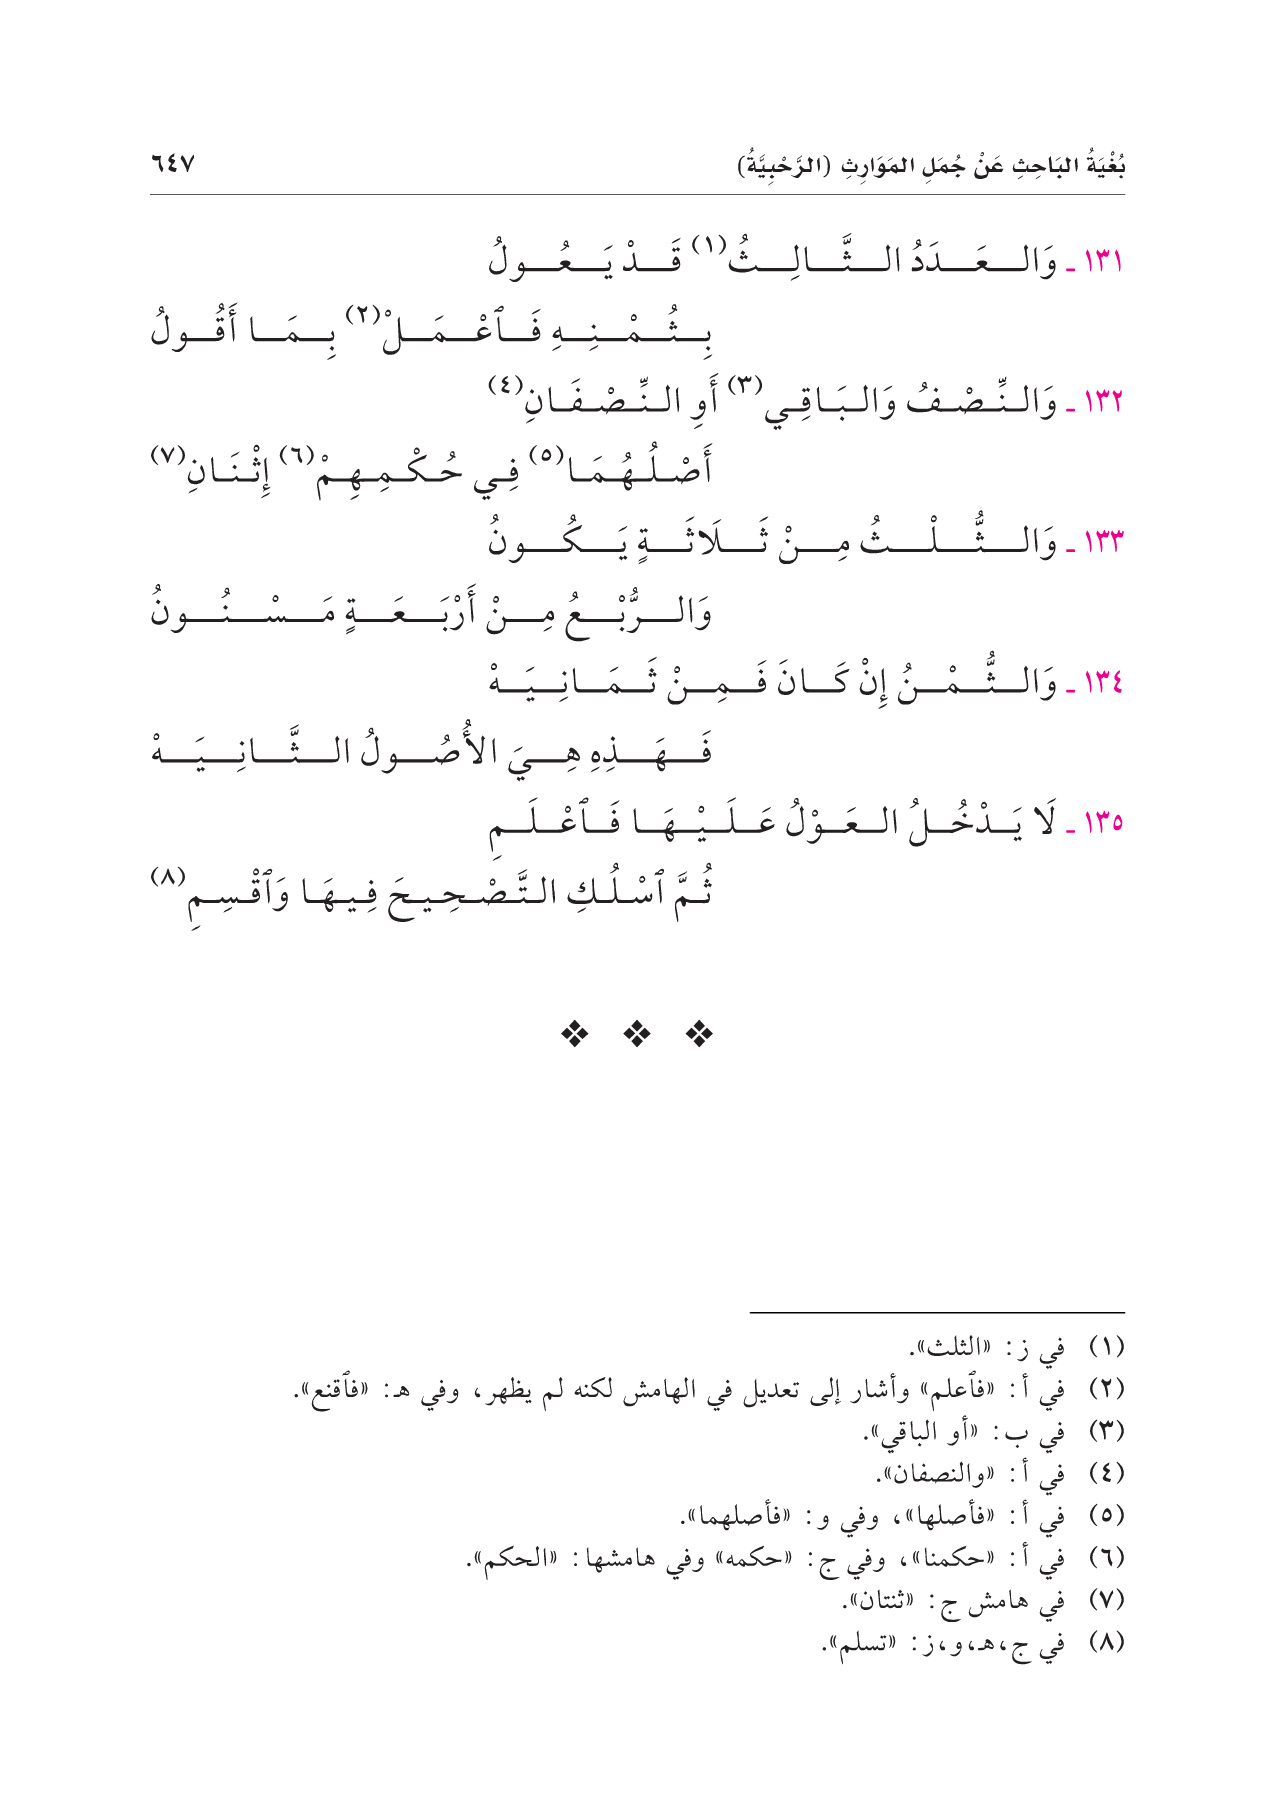 بُغْيَةُ البَاحِثِ عَنْ جُمَلِ المَوَارِثِ (الرَّحْبِيَّةُ) ٦٤٧
١٣١ ـ وَالعَدَدُ الثَّالِثُ(١) قَدْ يَعُولُ
بِثُمْنِهِ فَٱعْمَلْ(٢) بِمَا أَقُولُ
١٣٢ ـ وَالنِّصْفُ وَالبَاقِي(٣) أَوِ النِّصْفَانِ(٤)
أَصْلُهُمَا(٥) فِي حُكْمِهِمْ(٦) إِثْنَانِ(٧)
١٣٣ ـ وَالثُّلْثُ مِنْ ثَلَاثَةٍ يَكُونُ
وَالرُّبْعُ مِنْ أَرْبَعَةٍ مَسْنُونُ
١٣٤ ـ وَالثُّمْنُ إِنْ كَانَ فَمِنْ ثَمَانِيَهْ
فَهَذِهِ هِيَ الأُصُولُ الثَّانِيَهْ
١٣٥ ـ لَا يَدْخُلُ العَوْلُ عَلَيْهَا فَٱعْلَمِ
ثُمَّ ٱسْلُكِ التَّصْحِيحَ فِيهَا وَٱقْسِمِ(٨)
(١) في ز: «الثلث».
(٢) في أ: «فٱعلم» وأشار إلى تعديل في الهامش لكنه لم يظهر، وفي هـ: «فٱقنع».
(٣) في ب: «أو الباقي».
(٤) في أ: «والنصفان».
(٥) في أ: «فأصلها»، وفي و: «فأصلهما».
(٦) في أ: «حكمنا»، وفي ج: «حكمه» وفي هامشها: «الحكم».
(٧) في هامش ج: «ثنتان».
(٨) في ج،هـ،و،ز: «تسلم».